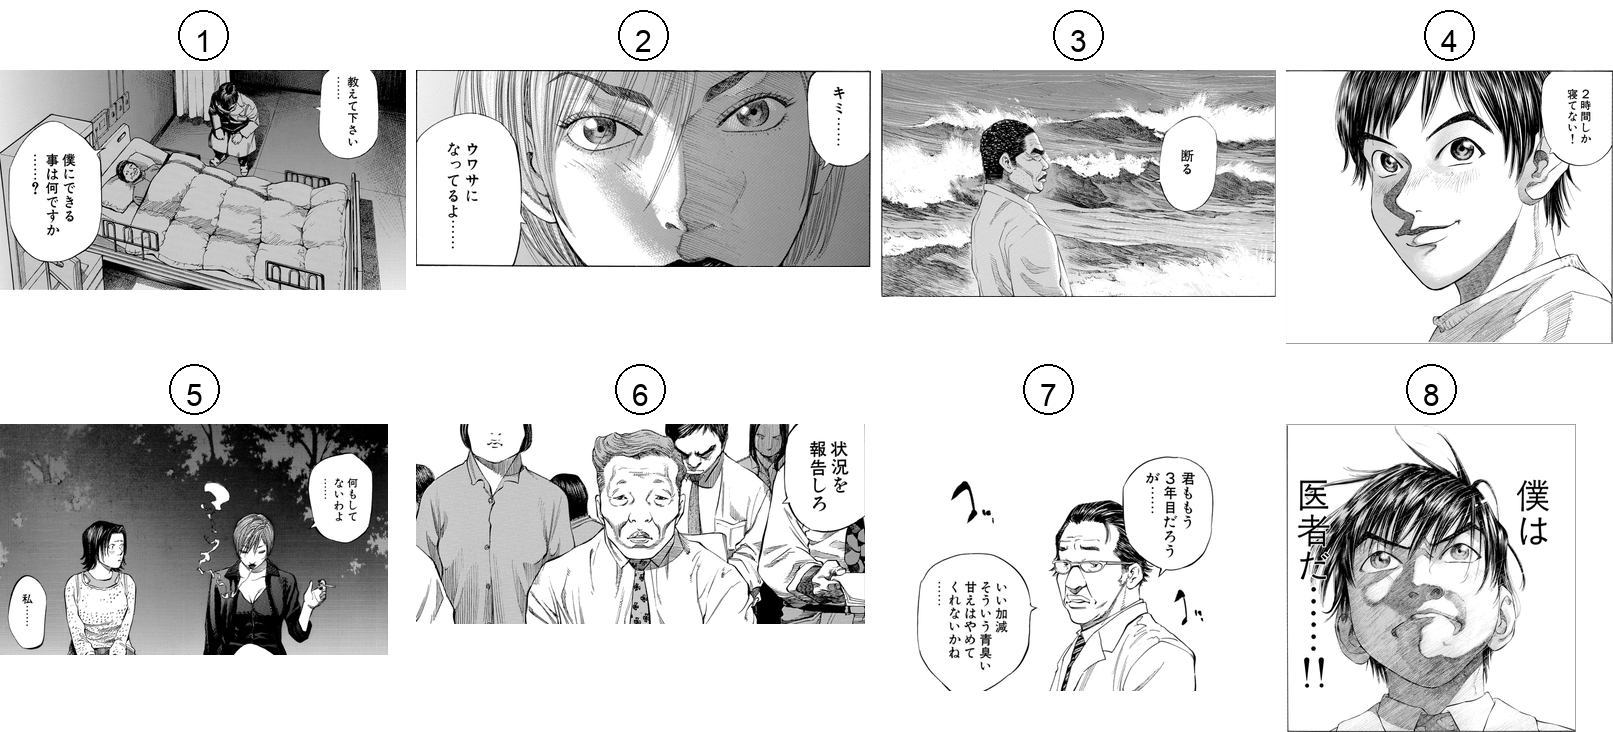 1
教えて下さい
……
僕にできる
事は何ですか
……?
2
キミ……
ウワサに
なってるよ……
3
断る
4
2時間しか
寝てない!
5
何もして
ないわよ
……
私……
6
状況を
報告しろ
7
君ももう
3年目だろう
が……
いい加減
そういう青臭い
甘えはやめて
くれないかね
……
8
僕は
医者だ………!!